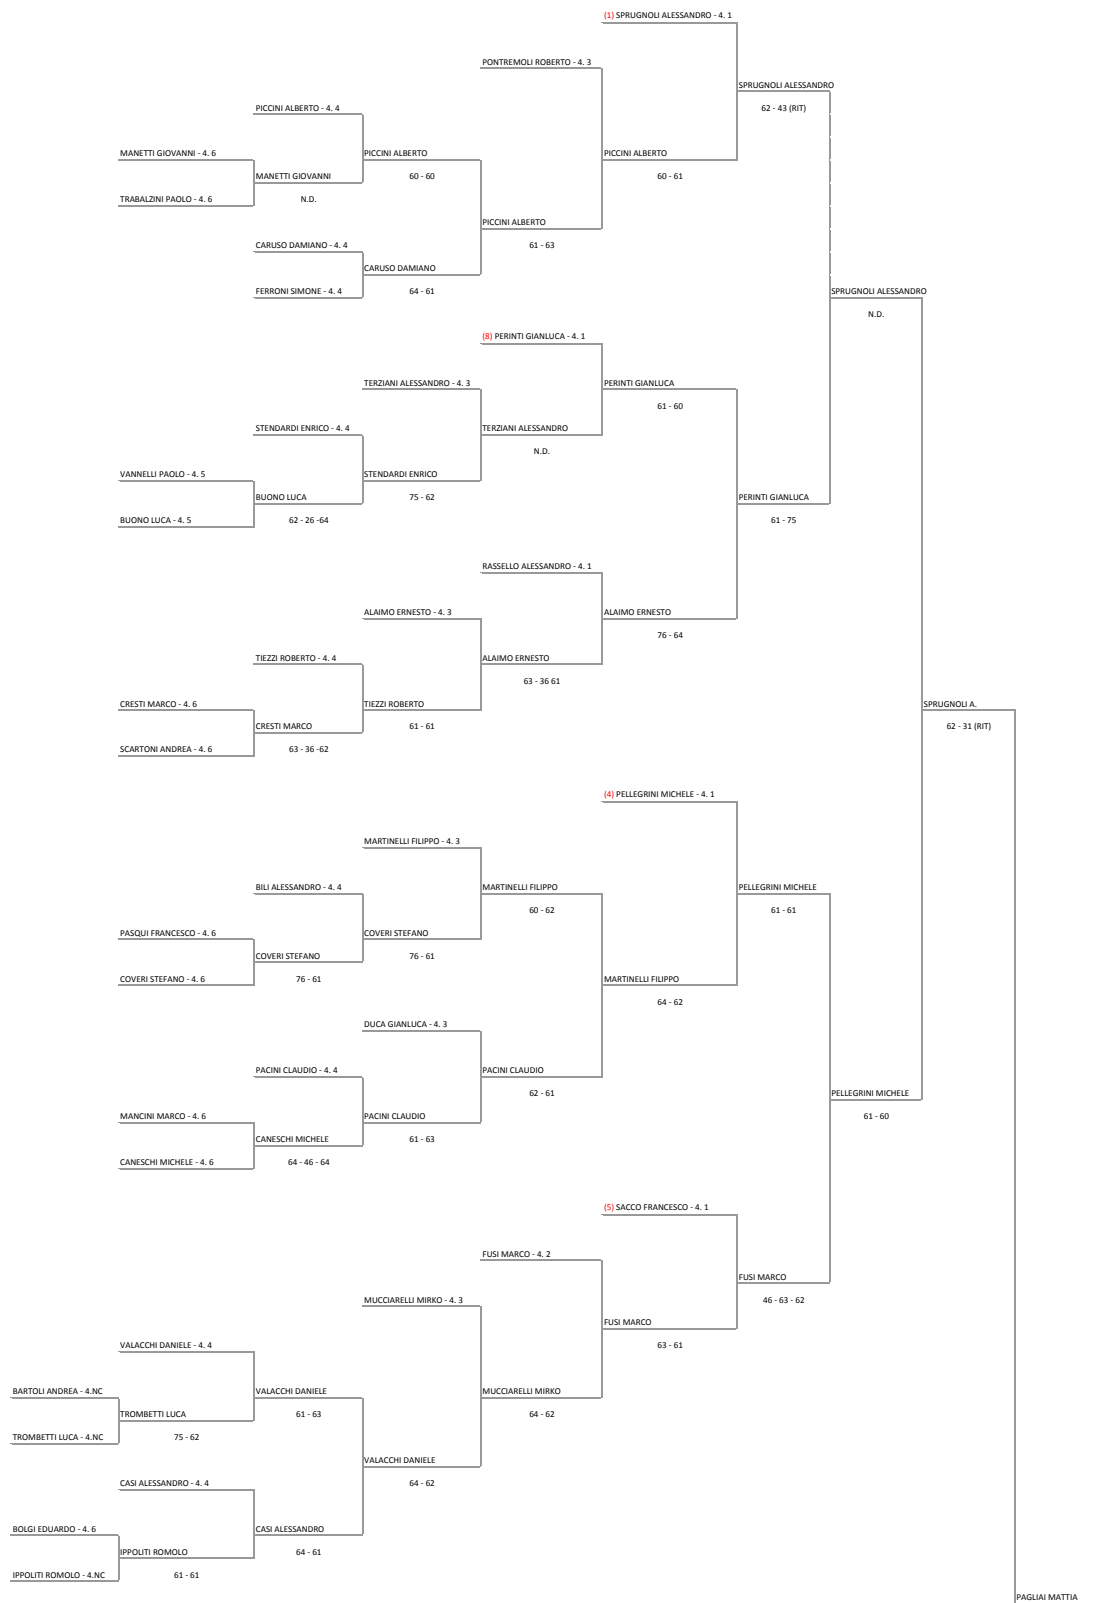 (1) SPRUGNOLI ALESSANDRO - 4. 1
PONTREMOLI ROBERTO - 4. 3
SPRUGNOLI ALESSANDRO
PICCINI ALBERTO - 4. 4
62 - 43 (RIT)
MANETTI GIOVANNI - 4. 6
PICCINI ALBERTO
PICCINI ALBERTO
MANETTI GIOVANNI
60 - 60
60 - 61
TRABALZINI PAOLO - 4. 6
N.D.
PICCINI ALBERTO
CARUSO DAMIANO - 4. 4
61 - 63
CARUSO DAMIANO
FERRONI SIMONE - 4. 4
64 - 61
SPRUGNOLI ALESSANDRO
N.D.
(8) PERINTI GIANLUCA - 4. 1
TERZIANI ALESSANDRO - 4. 3
PERINTI GIANLUCA
61 - 60
STENDARDI ENRICO - 4. 4
TERZIANI ALESSANDRO
N.D.
VANNELLI PAOLO - 4. 5
STENDARDI ENRICO
BUONO LUCA
75 - 62
PERINTI GIANLUCA
BUONO LUCA - 4. 5
62 - 26 -64
61 - 75
RASSELLO ALESSANDRO - 4. 1
ALAIMO ERNESTO - 4. 3
ALAIMO ERNESTO
76 - 64
TIEZZI ROBERTO - 4. 4
ALAIMO ERNESTO
63 - 36 61
CRESTI MARCO - 4. 6
TIEZZI ROBERTO
SPRUGNOLI A.
CRESTI MARCO
61 - 61
62 - 31 (RIT)
SCARTONI ANDREA - 4. 6
63 - 36 -62
(4) PELLEGRINI MICHELE - 4. 1
MARTINELLI FILIPPO - 4. 3
BILI ALESSANDRO - 4. 4
MARTINELLI FILIPPO
PELLEGRINI MICHELE
60 - 62
61 - 61
PASQUI FRANCESCO - 4. 6
COVERI STEFANO
COVERI STEFANO
76 - 61
COVERI STEFANO - 4. 6
76 - 61
MARTINELLI FILIPPO
64 - 62
DUCA GIANLUCA - 4. 3
PACINI CLAUDIO - 4. 4
PACINI CLAUDIO
62 - 61
PELLEGRINI MICHELE
MANCINI MARCO - 4. 6
PACINI CLAUDIO
61 - 60
CANESCHI MICHELE
61 - 63
CANESCHI MICHELE - 4. 6
64 - 46 - 64
(5) SACCO FRANCESCO - 4. 1
FUSI MARCO - 4. 2
FUSI MARCO
MUCCIARELLI MIRKO - 4. 3
46 - 63 - 62
FUSI MARCO
VALACCHI DANIELE - 4. 4
63 - 61
BARTOLI ANDREA - 4.NC
VALACCHI DANIELE
MUCCIARELLI MIRKO
TROMBETTI LUCA
61 - 63
64 - 62
TROMBETTI LUCA - 4.NC
75 - 62
VALACCHI DANIELE
CASI ALESSANDRO - 4. 4
64 - 62
BOLGI EDUARDO - 4. 6
CASI ALESSANDRO
IPPOLITI ROMOLO
64 - 61
IPPOLITI ROMOLO - 4.NC
61 - 61
PAGLIAI MATTIA